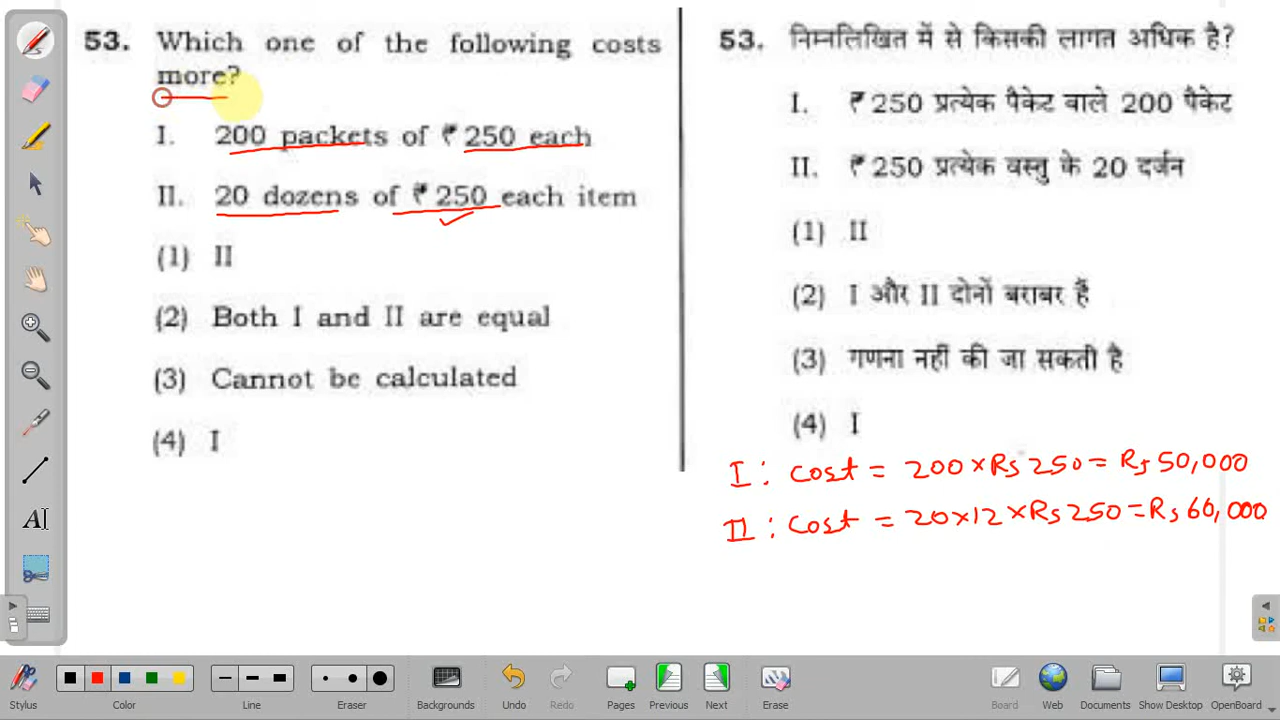 53. Which one of the following costs
more?
I. 200 packets of ₹ 250 each
II. 20 dozens of ₹ 250 each item
(1) II
(2) Both I and II are equal
(3) Cannot be calculated
(4) I
53. निम्नलिखित में से किसकी लागत अधिक है?
I. ₹ 250 प्रत्येक पैकेट वाले 200 पैकेट
II. ₹ 250 प्रत्येक वस्तु के 20 दर्जन
(1) II
(2) I और II दोनों बराबर हैं
(3) गणना नहीं की जा सकती है
(4) I
I : Cost = 200 × Rs 250 = Rs 50,000
II : Cost = 20 × 12 × Rs 250 = Rs 60,000
AI
Stylus
Color
Line
Eraser
Backgrounds
Undo
Redo
Pages
Previous
Next
Erase
Board
Web
Documents
Show Desktop
OpenBoard